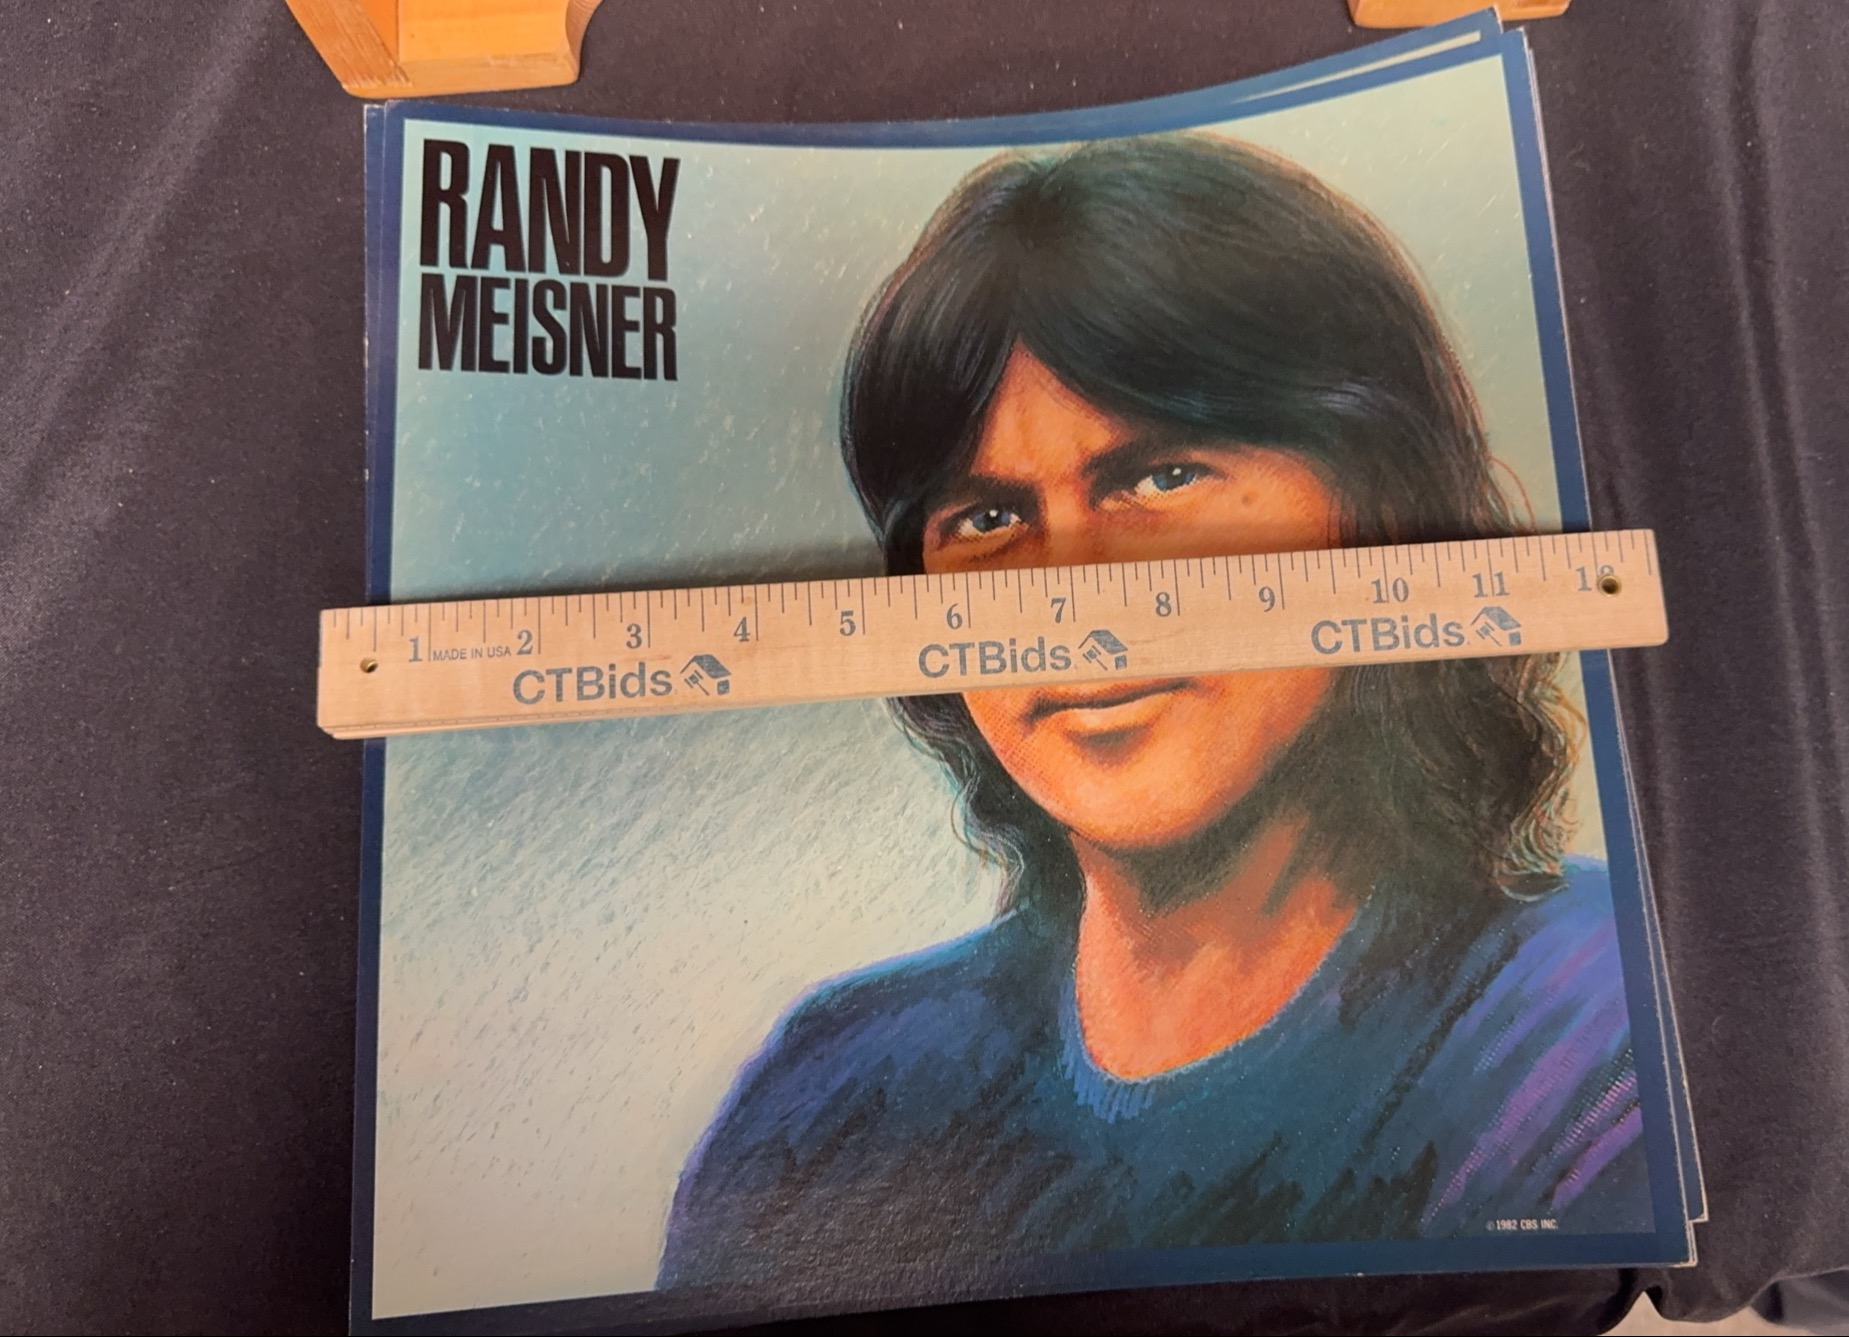 RANDY
MEISNER
1 2 3 4 5 6 7 8 9 10 11 12
MADE IN USA
CTBids CTBids CTBids
© 1982 CBS INC.